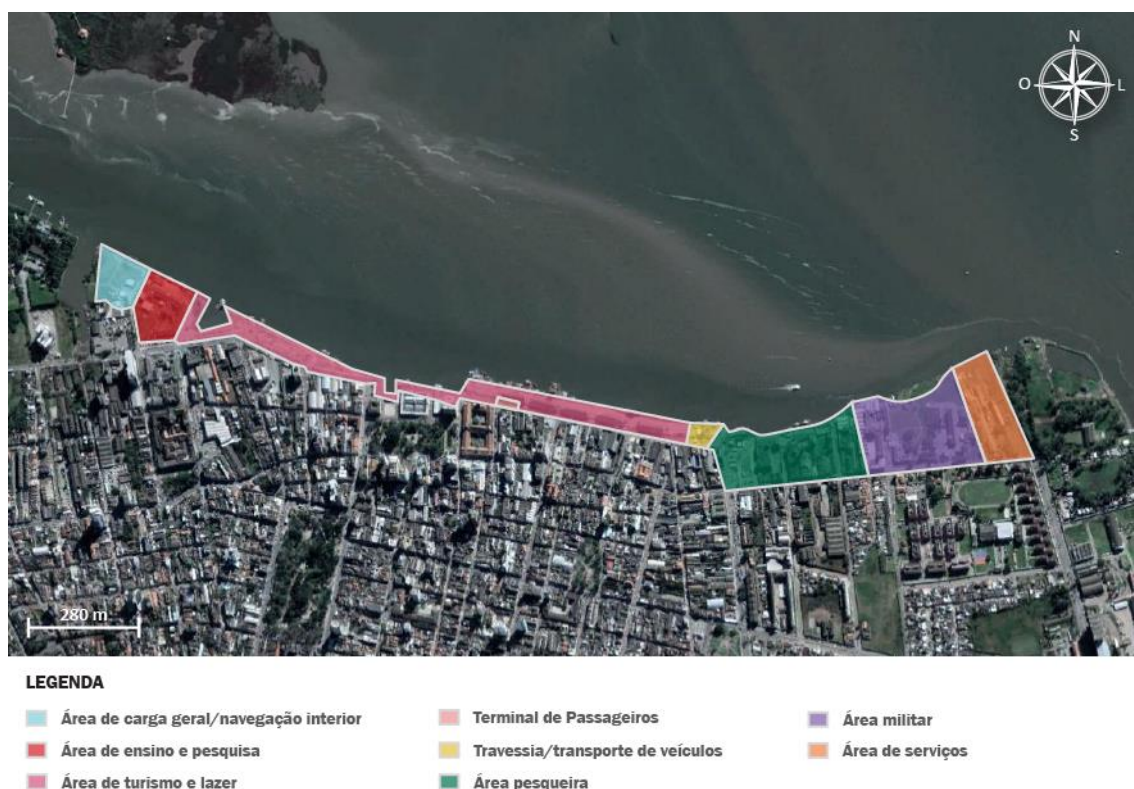 N
O L
S
280 m
LEGENDA
Área de carga geral/navegação interior
Terminal de Passageiros
Área militar
Área de ensino e pesquisa
Travessia/transporte de veículos
Área de serviços
Área de turismo e lazer
Área pesqueira